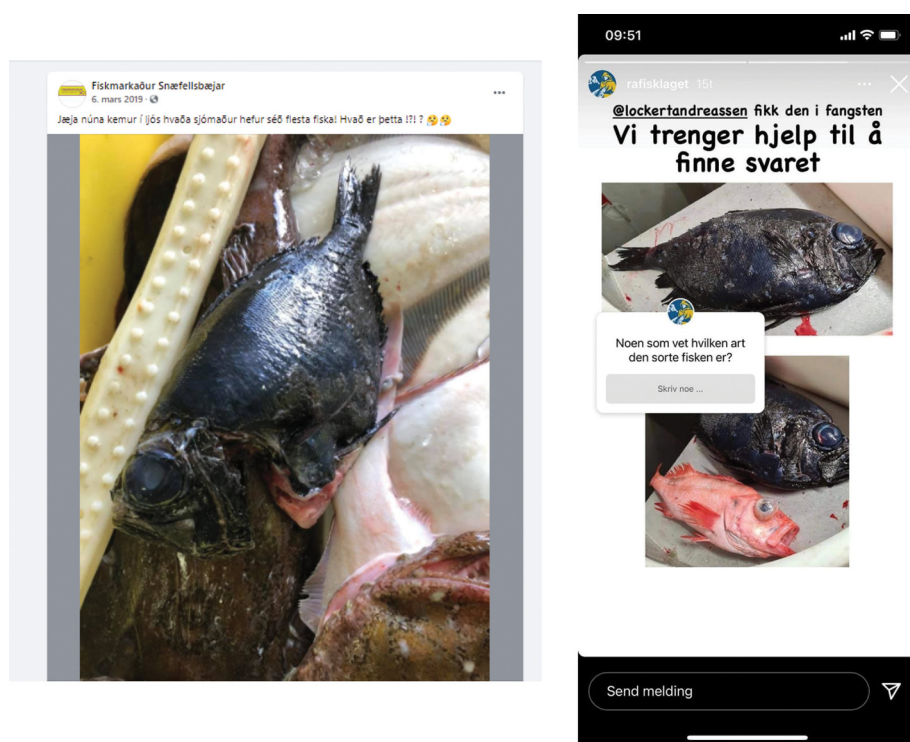 Fiskmarkaður Snæfellsbæjar
6. mars 2019 ·
Jæja núna kemur í ljós hvaða sjómaður hefur séð flesta fiska! Hvað er þetta !?! ? 🤔🤔
09:51
rafisklaget 15t
@lockertandreassen fikk den i fangsten
Vi trenger hjelp til å
finne svaret
Noen som vet hvilken art
den sorte fisken er?
Skriv noe ...
Send melding